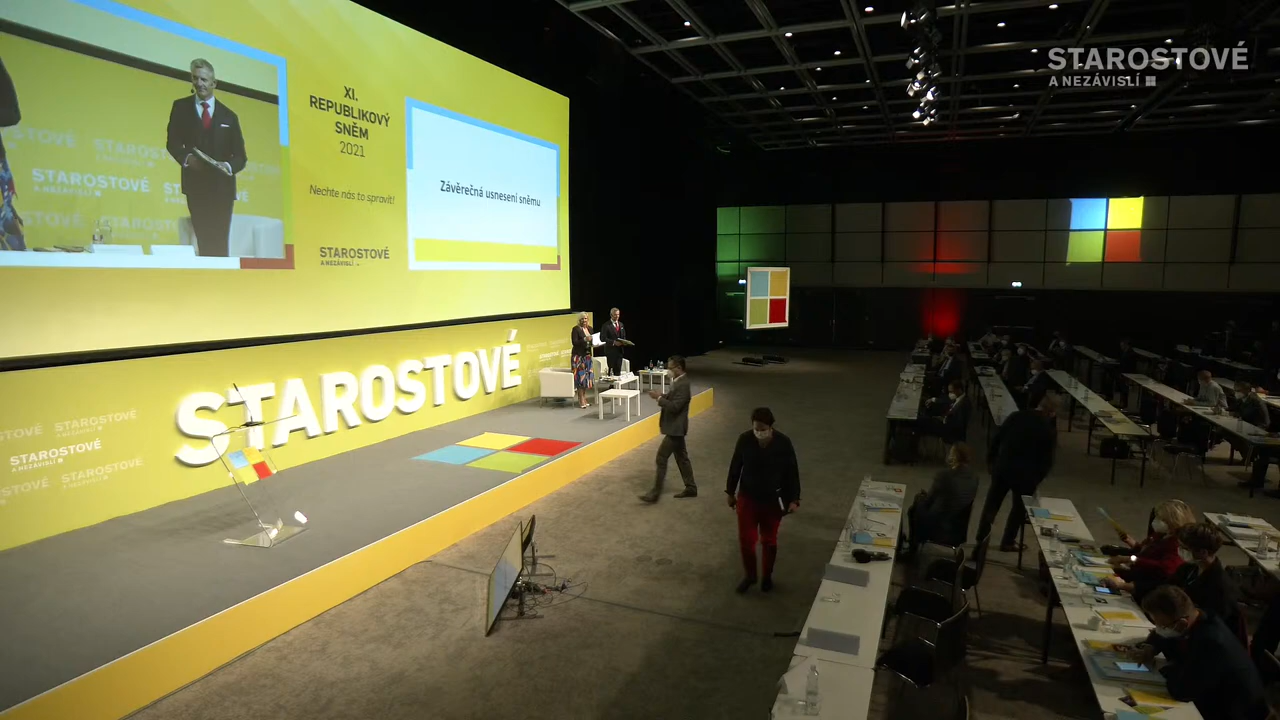 STAROSTOVÉ
A NEZÁVISLÍ
XI.
REPUBLIKOVÝ
SNĚM
2021
Nechte nás to spravit!
STAROSTOVÉ
A NEZÁVISLÍ
Závěrečná usnesení sněmu
STAROSTOVÉ
STAROSTOVÉ
A NEZÁVISLÍ
STAROSTOVÉ
STAROSTOVÉ
STAROSTOVÉ
A NEZÁVISLÍ
STAROSTOVÉ